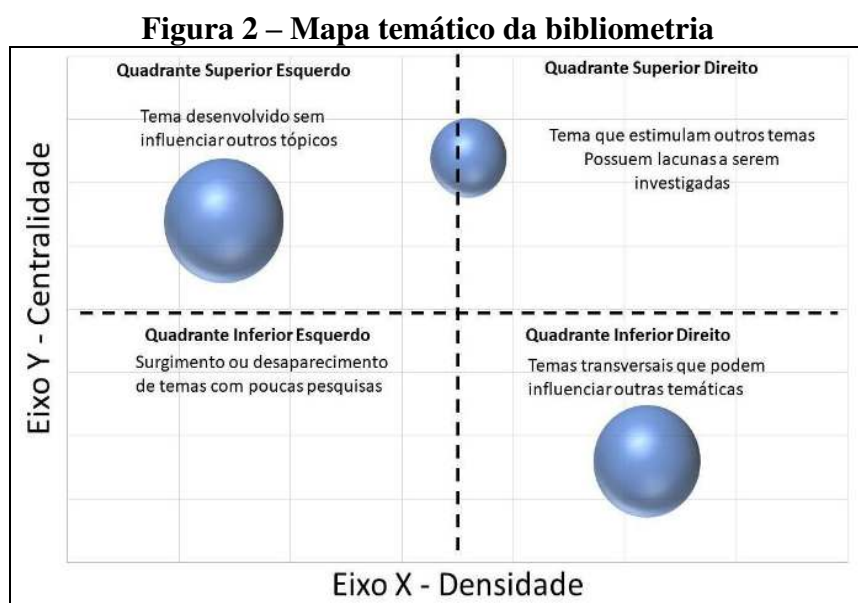 Figura 2 – Mapa temático da bibliometria
Quadrante Superior Esquerdo
Tema desenvolvido sem
influenciar outros tópicos
Quadrante Superior Direito
Tema que estimulam outros temas
Possuem lacunas a serem
investigadas
Eixo Y - Centralidade
Quadrante Inferior Esquerdo
Surgimento ou desaparecimento
de temas com poucas pesquisas
Quadrante Inferior Direito
Temas transversais que podem
influenciar outras temáticas
Eixo X - Densidade